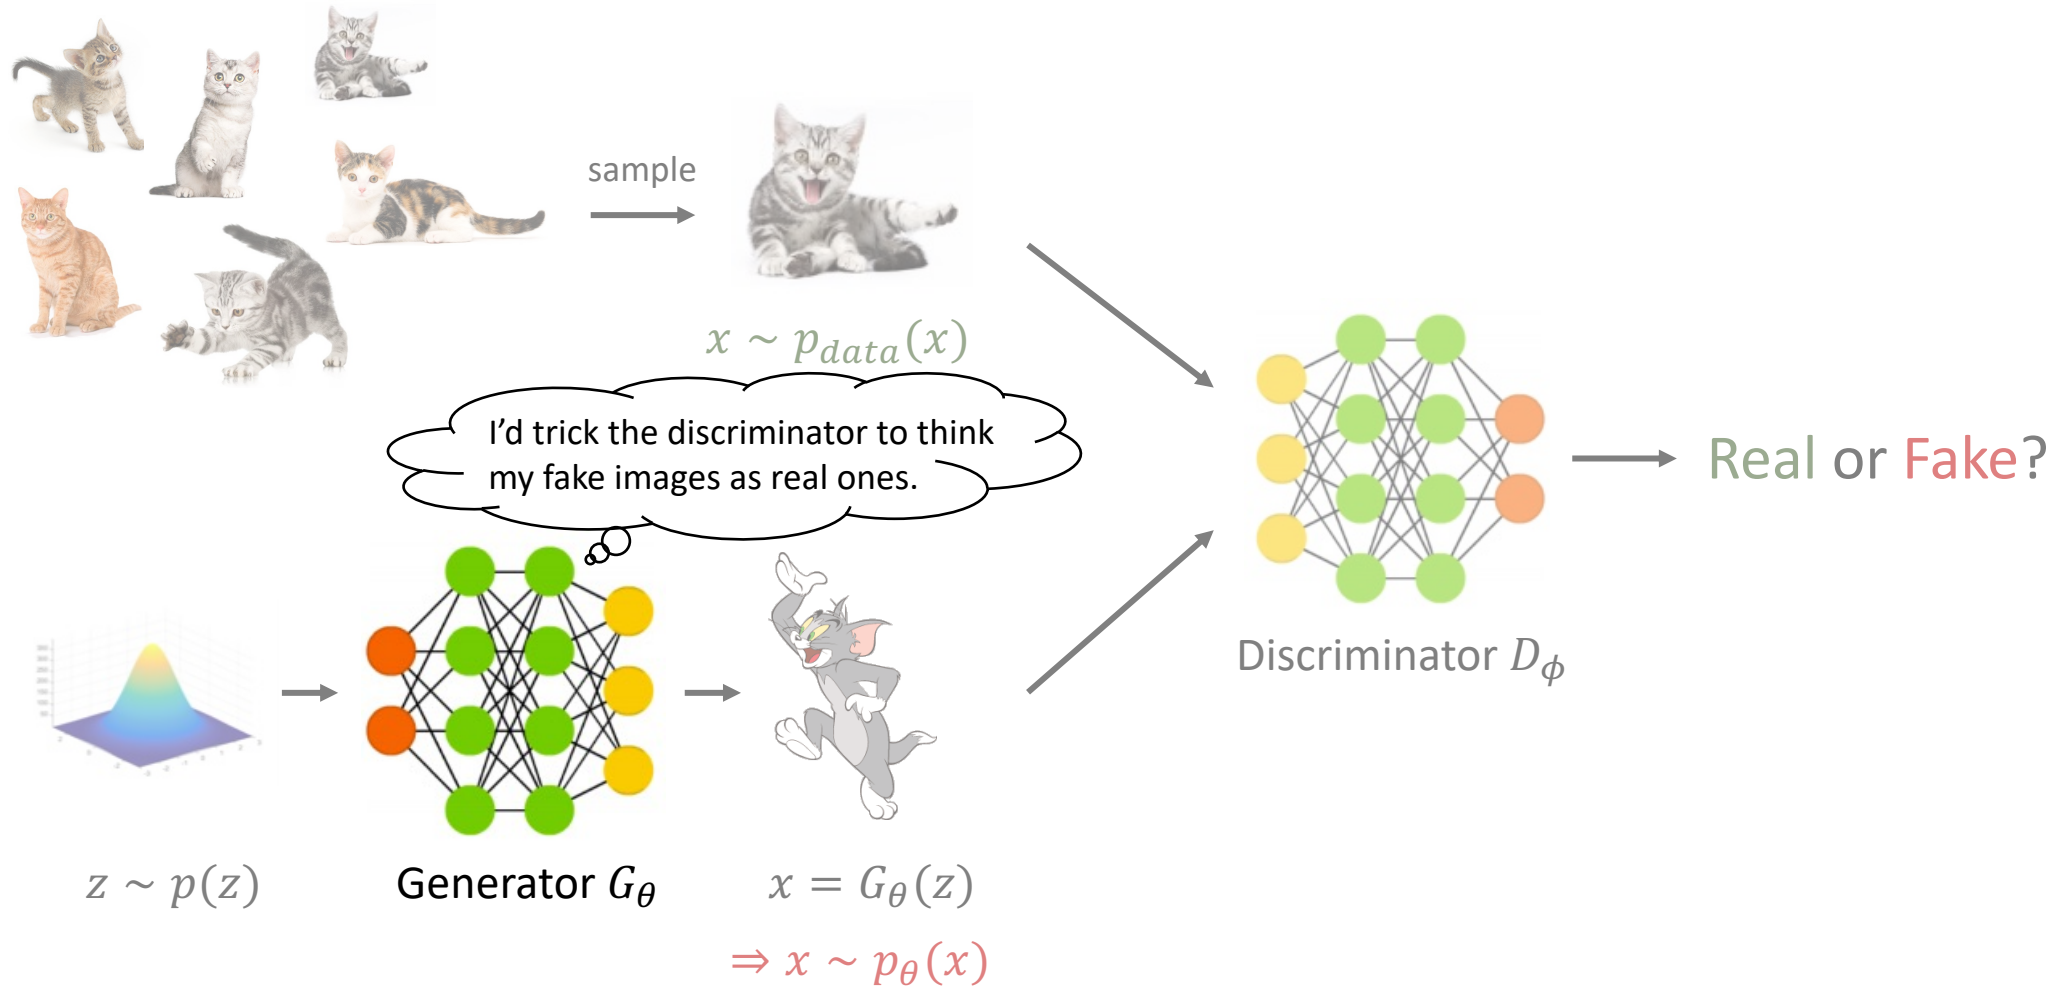 sample
x ~ p_data(x)
I'd trick the discriminator to think
my fake images as real ones.
Real or Fake?
Discriminator D_ϕ
z ~ p(z)
Generator G_θ
x = G_θ(z)
⇒ x ~ p_θ(x)